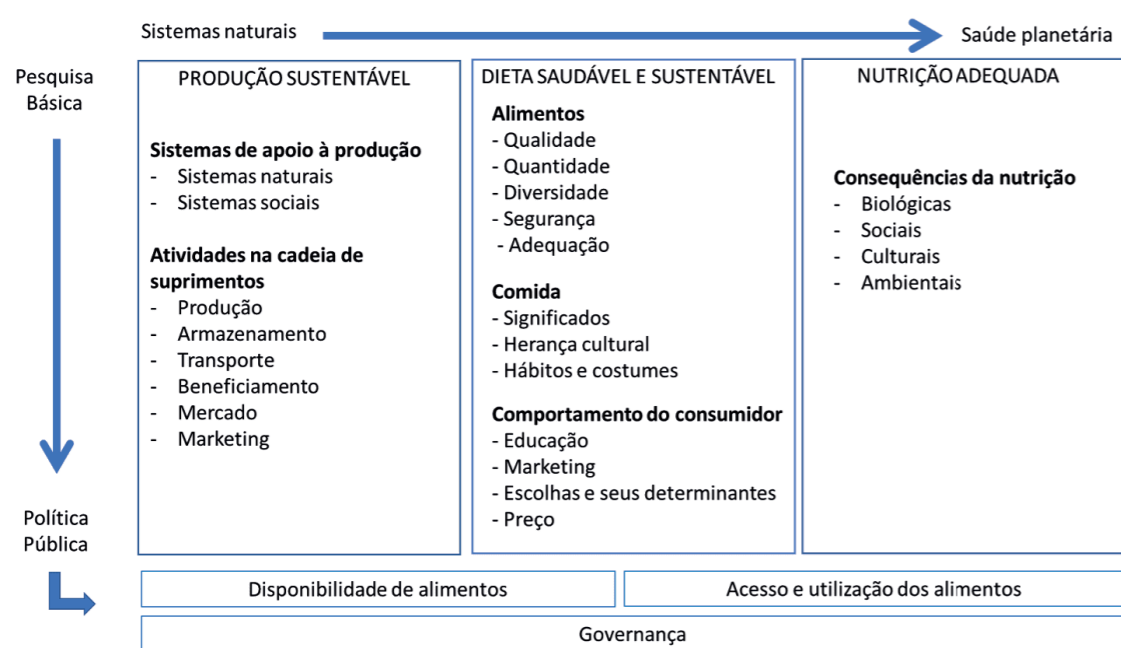 Sistemas naturais
Saúde planetária
Pesquisa
Básica
Política
Pública
PRODUÇÃO SUSTENTÁVEL
Sistemas de apoio à produção
- Sistemas naturais
- Sistemas sociais
Atividades na cadeia de
suprimentos
- Produção
- Armazenamento
- Transporte
- Beneficiamento
- Mercado
- Marketing
DIETA SAUDÁVEL E SUSTENTÁVEL
Alimentos
- Qualidade
- Quantidade
- Diversidade
- Segurança
- Adequação
Comida
- Significados
- Herança cultural
- Hábitos e costumes
Comportamento do consumidor
- Educação
- Marketing
- Escolhas e seus determinantes
- Preço
NUTRIÇÃO ADEQUADA
Consequências da nutrição
- Biológicas
- Sociais
- Culturais
- Ambientais
Disponibilidade de alimentos
Acesso e utilização dos alimentos
Governança